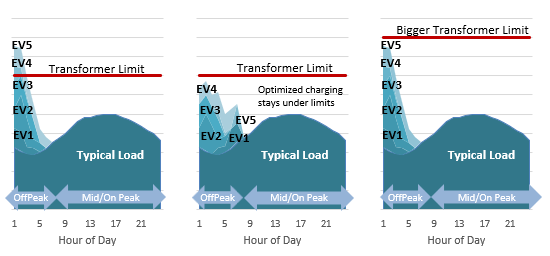 EV5
EV4
EV3
EV2
EV1
Transformer Limit
Typical Load
OffPeak
Mid/On Peak
1 5 9 13 17 21
Hour of Day
Transformer Limit
Optimized charging
stays under limits
EV4
EV3
EV5
EV2
EV1
Typical Load
OffPeak
Mid/On Peak
1 5 9 13 17 21
Hour of Day
Bigger Transformer Limit
EV5
EV4
EV3
EV2
EV1
Typical Load
OffPeak
Mid/On Peak
1 5 9 13 17 21
Hour of Day